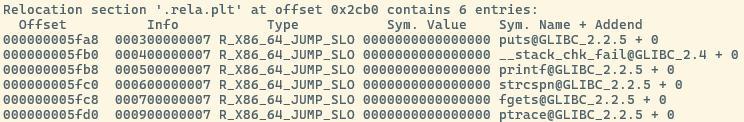 Relocation section '.rela.plt' at offset 0x2cb0 contains 6 entries:
  Offset          Info           Type           Sym. Value    Sym. Name + Addend
000000005fa8  000300000007 R_X86_64_JUMP_SLO 0000000000000000 puts@GLIBC_2.2.5 + 0
000000005fb0  000400000007 R_X86_64_JUMP_SLO 0000000000000000 __stack_chk_fail@GLIBC_2.4 + 0
000000005fb8  000500000007 R_X86_64_JUMP_SLO 0000000000000000 printf@GLIBC_2.2.5 + 0
000000005fc0  000600000007 R_X86_64_JUMP_SLO 0000000000000000 strcspn@GLIBC_2.2.5 + 0
000000005fc8  000700000007 R_X86_64_JUMP_SLO 0000000000000000 fgets@GLIBC_2.2.5 + 0
000000005fd0  000900000007 R_X86_64_JUMP_SLO 0000000000000000 ptrace@GLIBC_2.2.5 + 0